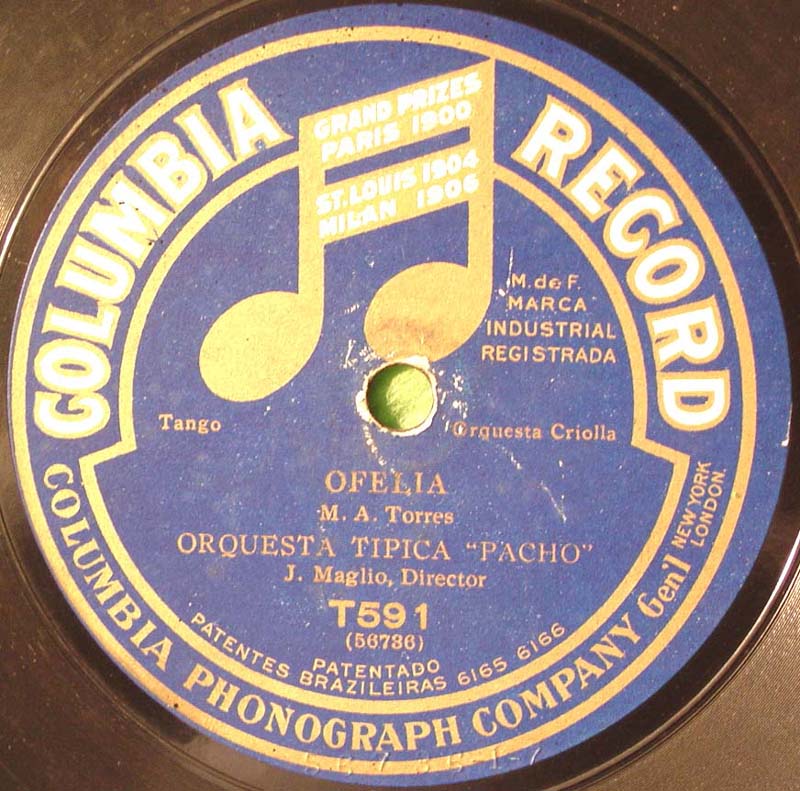 COLUMBIA RECORD
GRAND PRIZES
PARIS 1900
ST. LOUIS 1904
MILAN 1906
M. de F.
MARCA
INDUSTRIAL
REGISTRADA
Tango
Orquesta Criolla
OFELIA
M. A. Torres
ORQUESTA TIPICA "PACHO"
J. Maglio, Director
T591
(56736)
PATENTADO
PATENTES BRAZILEIRAS 6165 6166
COLUMBIA PHONOGRAPH COMPANY Gen'l
NEW YORK
LONDON.